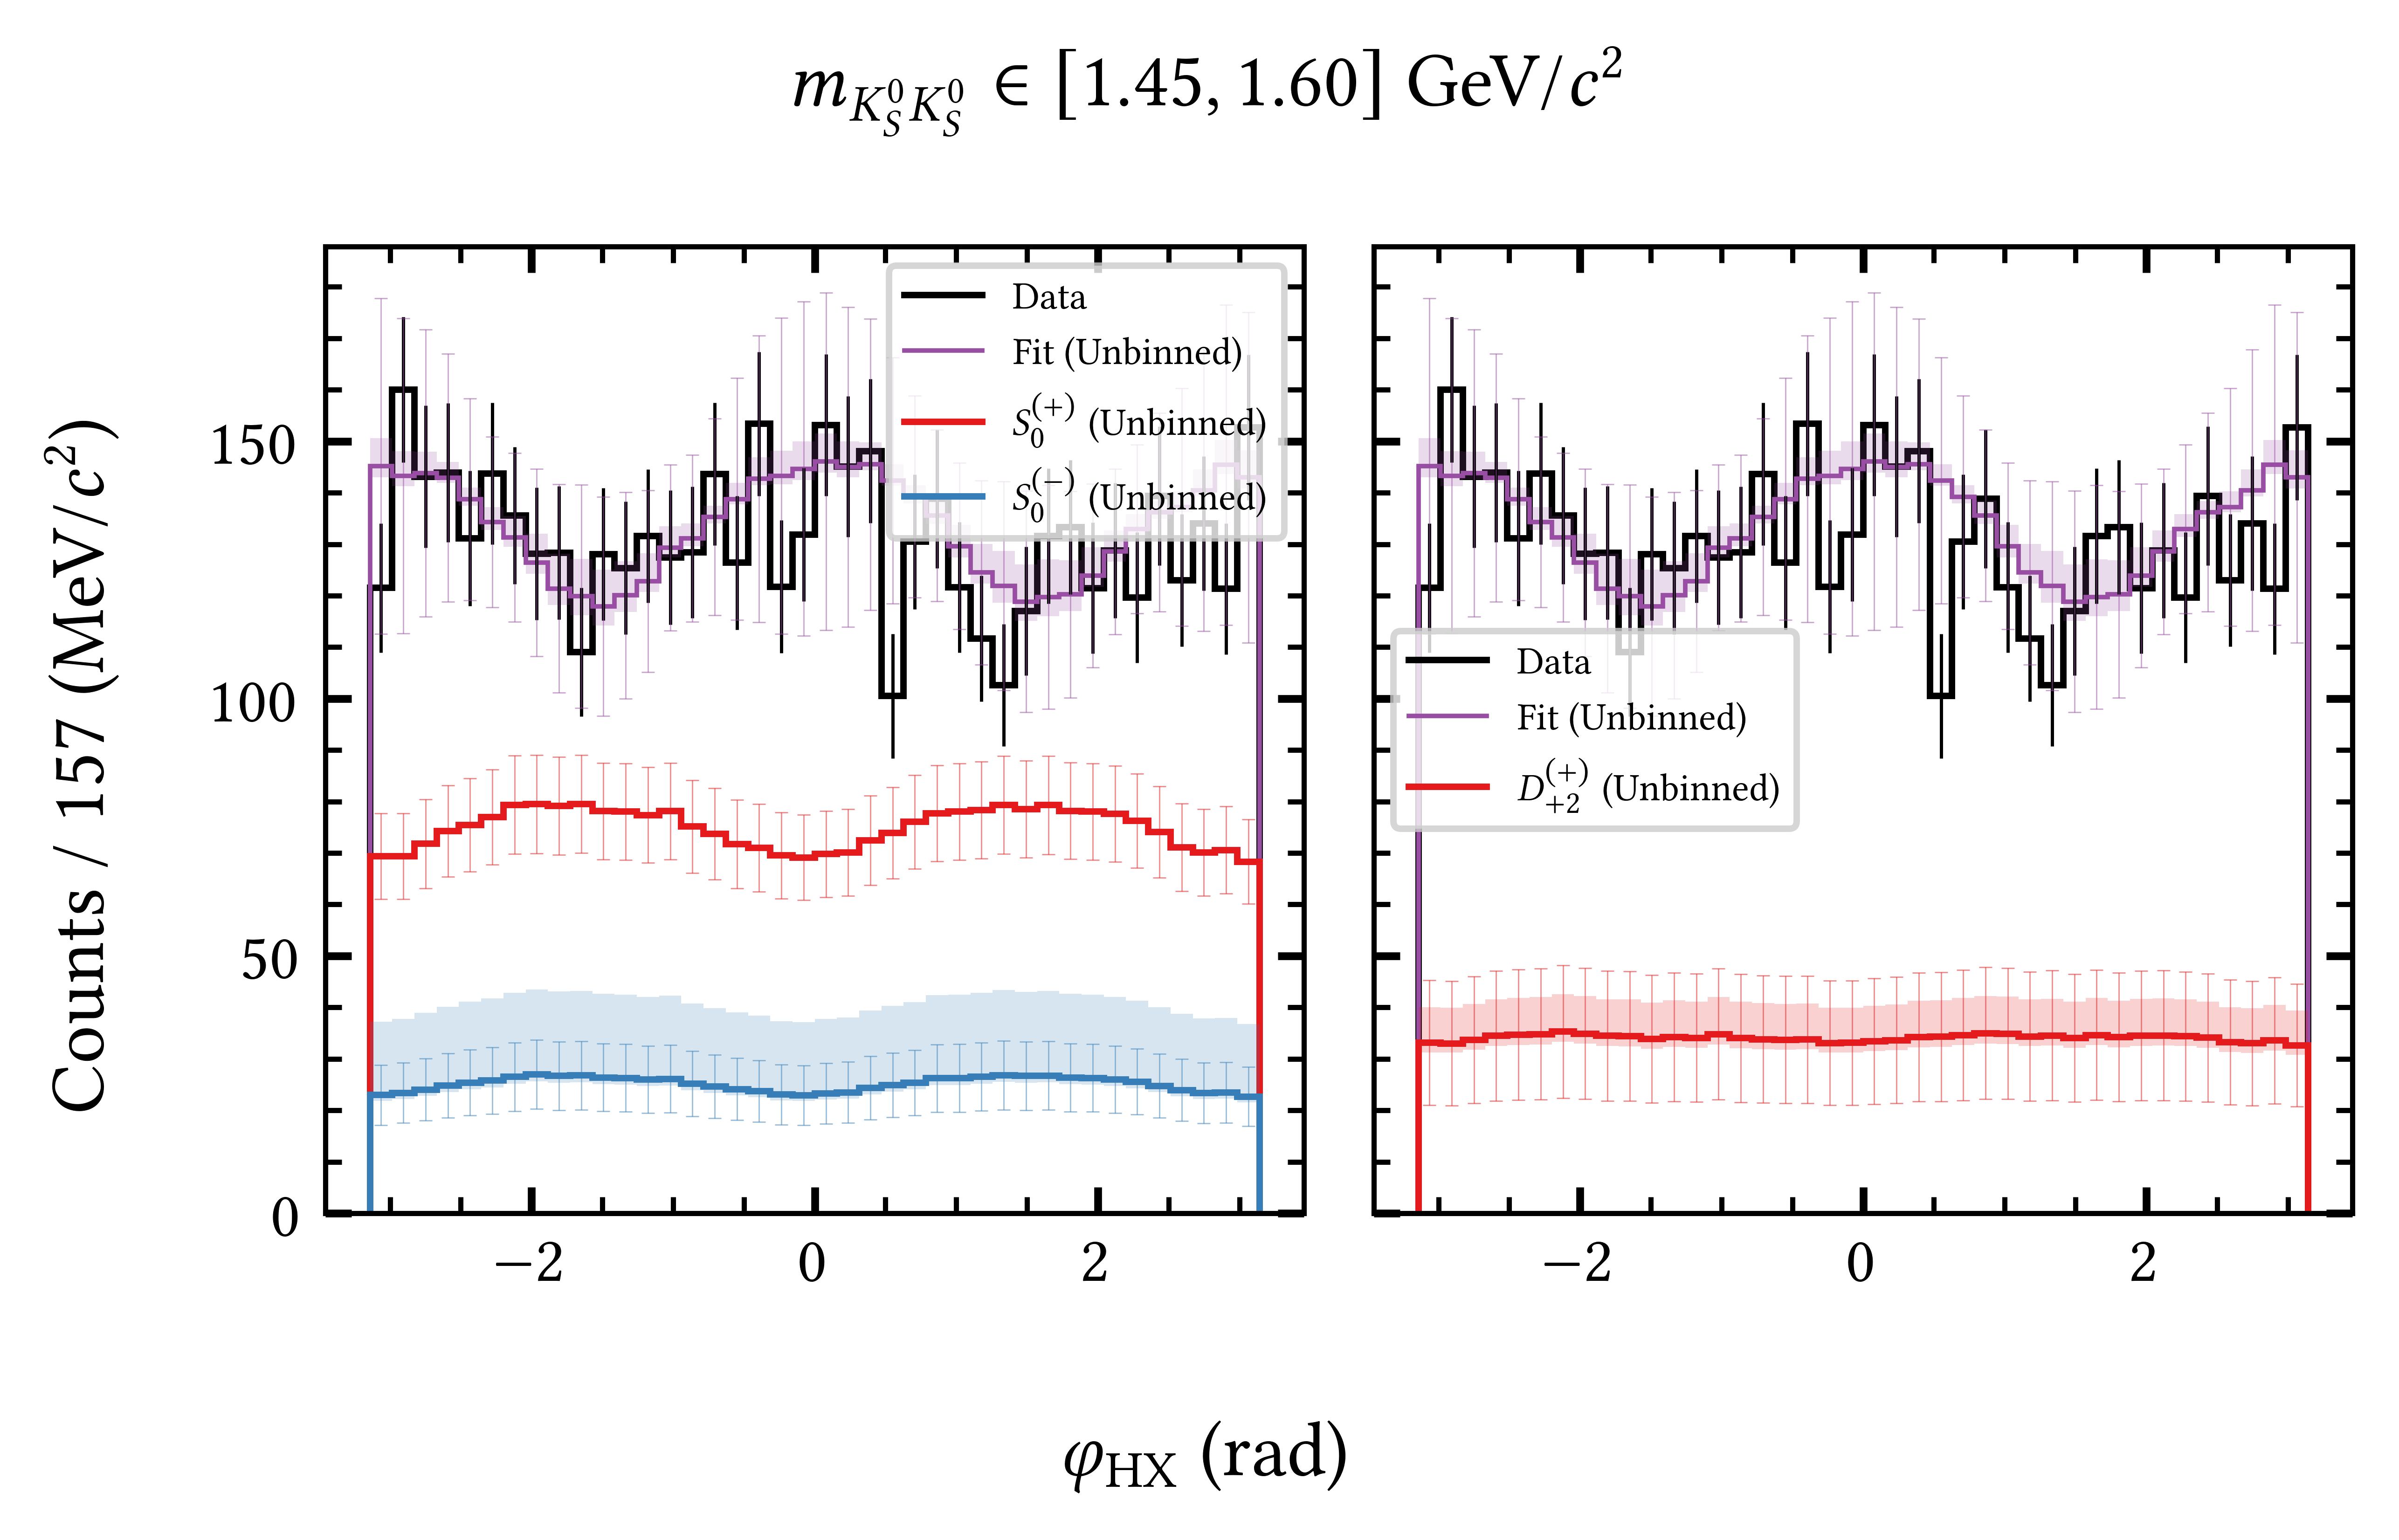 m_{K_S^0 K_S^0} ∈ [1.45, 1.60] GeV/c²
Counts / 157 (MeV/c²)
150
100
50
0
Data
Fit (Unbinned)
S_0^{(+)} (Unbinned)
S_0^{(−)} (Unbinned)
−2
0
2
Data
Fit (Unbinned)
D_{+2}^{(+)} (Unbinned)
−2
0
2
φ_{HX} (rad)